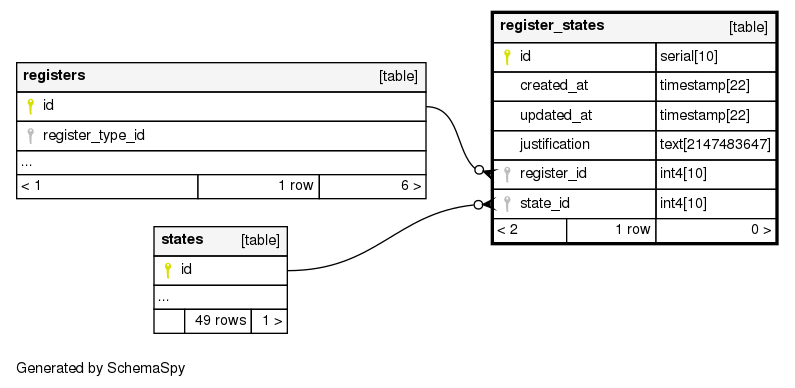 register_states [table]
id serial[10]
created_at timestamp[22]
updated_at timestamp[22]
justification text[2147483647]
register_id int4[10]
state_id int4[10]
< 2 1 row 0 >
registers [table]
id
register_type_id
...
< 1 1 row 6 >
states [table]
id
...
49 rows 1 >
Generated by SchemaSpy